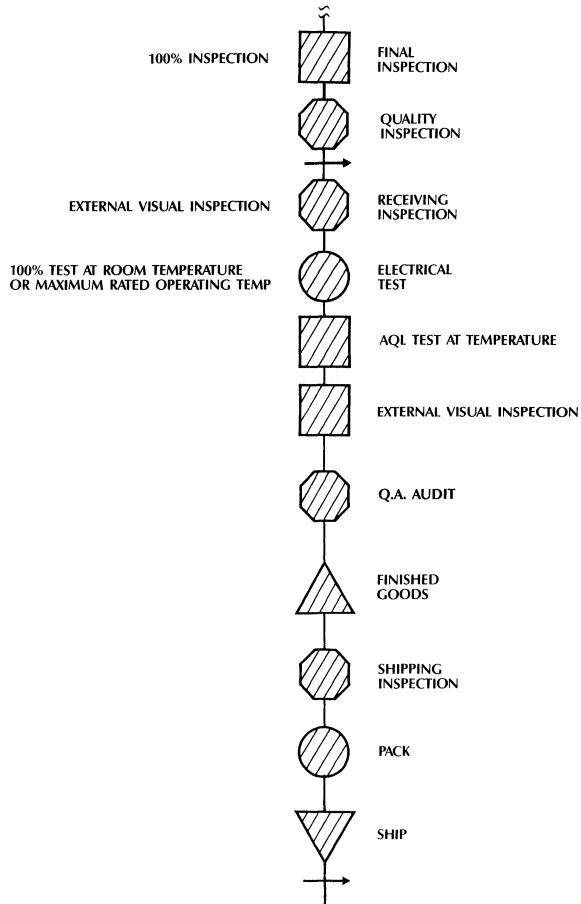 100% INSPECTION
FINAL
INSPECTION
QUALITY
INSPECTION
EXTERNAL VISUAL INSPECTION
RECEIVING
INSPECTION
100% TEST AT ROOM TEMPERATURE
OR MAXIMUM RATED OPERATING TEMP
ELECTRICAL
TEST
AQL TEST AT TEMPERATURE
EXTERNAL VISUAL INSPECTION
Q.A. AUDIT
FINISHED
GOODS
SHIPPING
INSPECTION
PACK
SHIP